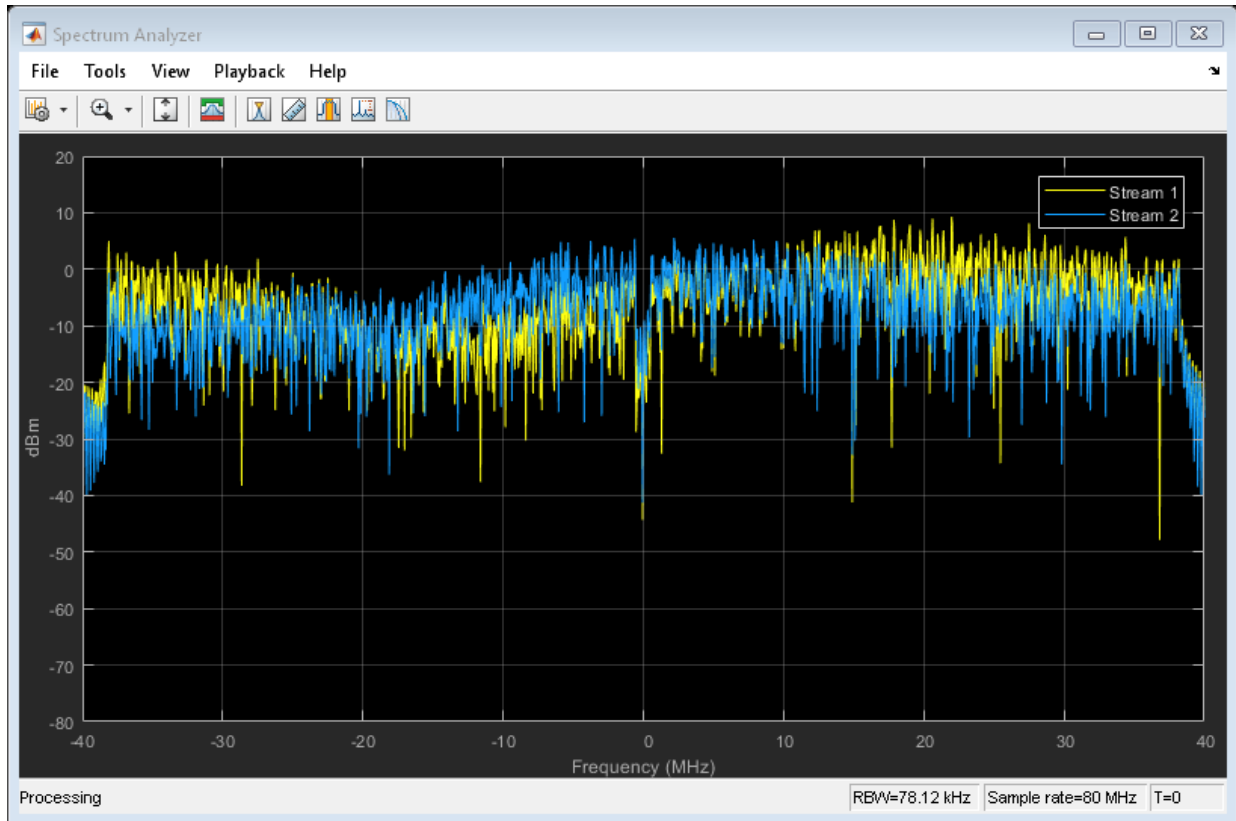 Spectrum Analyzer
File Tools View Playback Help
20
10
0
-10
-20
-30
-40
-50
-60
-70
-80
dBm
Stream 1
Stream 2
-40 -30 -20 -10 0 10 20 30 40
Frequency (MHz)
Processing RBW=78.12 kHz Sample rate=80 MHz T=0